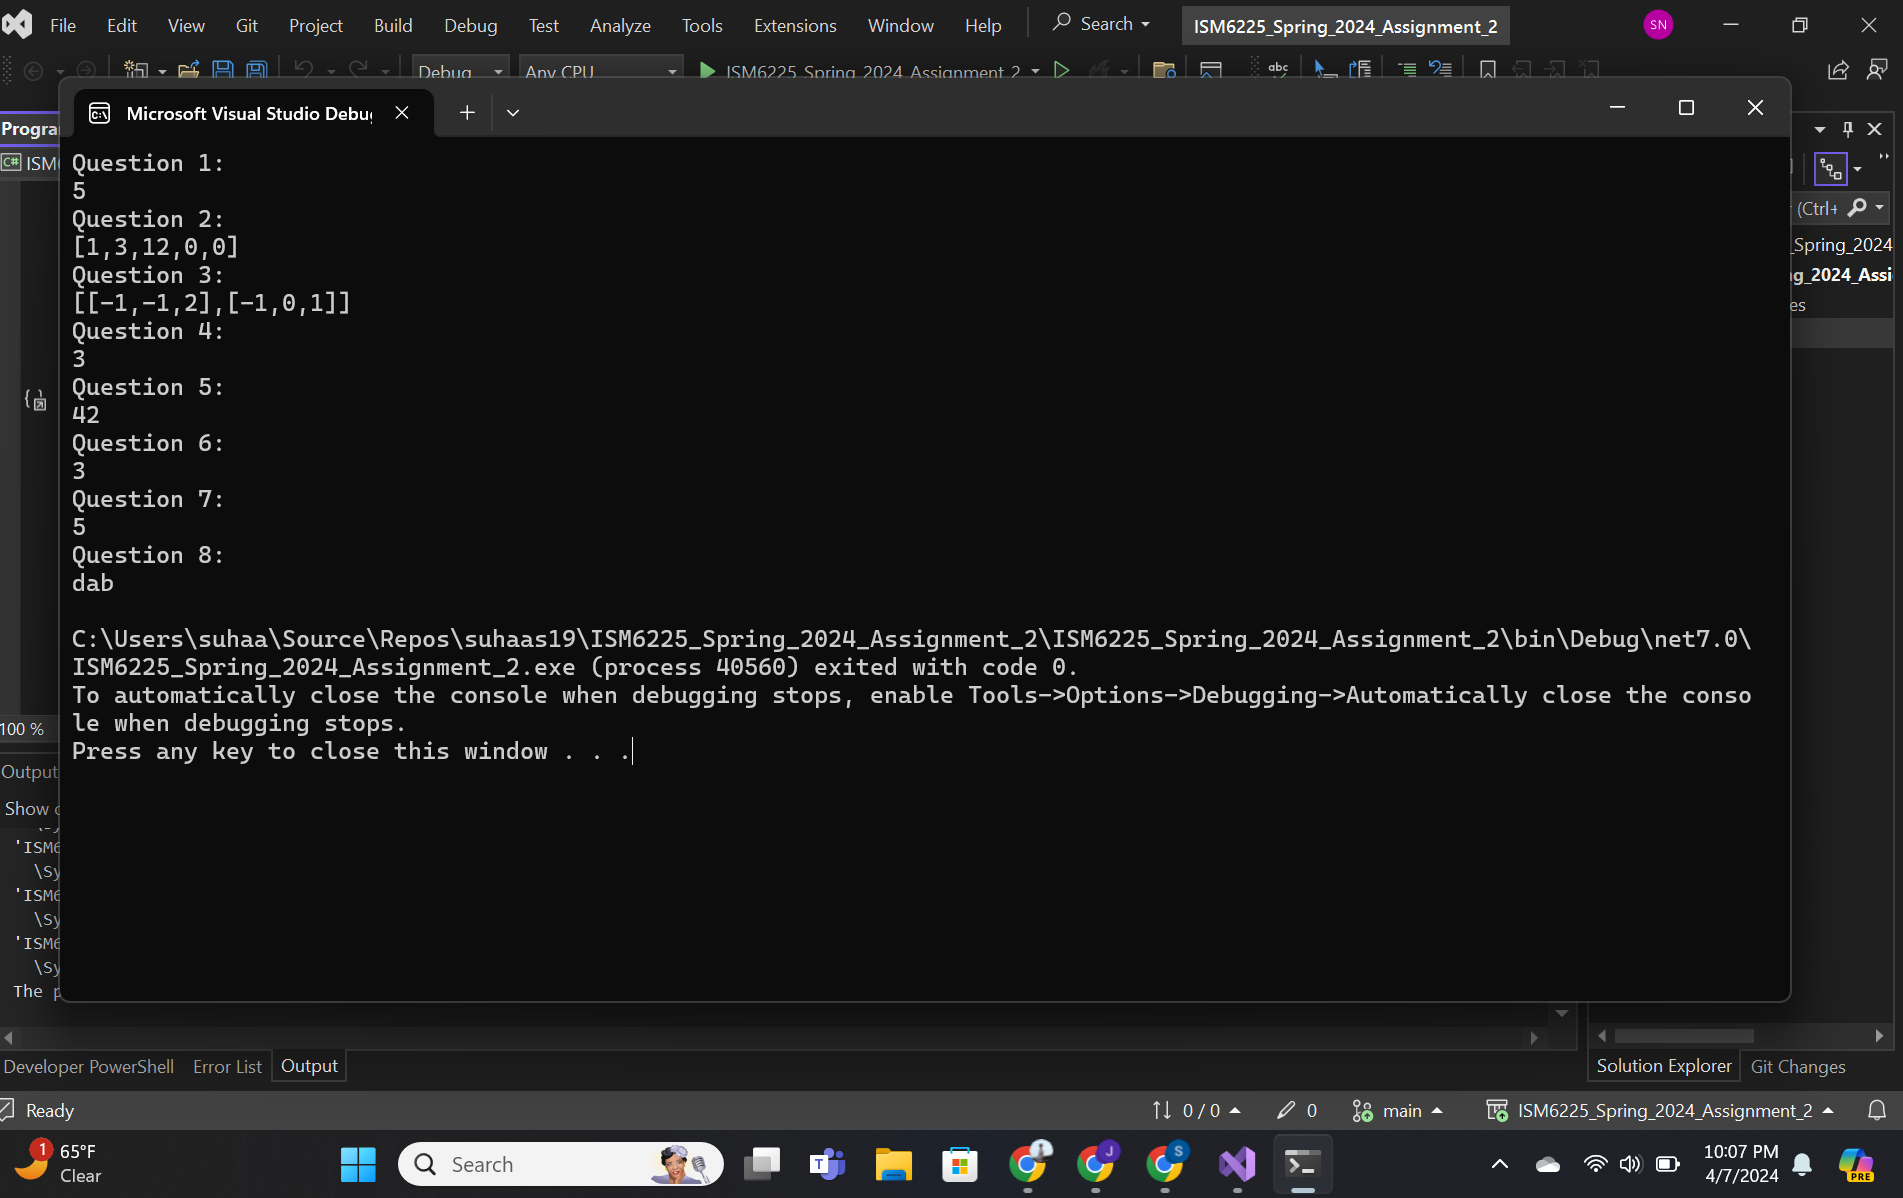 File Edit View Git Project Build Debug Test Analyze Tools Extensions Window Help Search ISM6225_Spring_2024_Assignment_2 SN
Debug Any CPU ISM6225_Spring_2024_Assignment_2
Microsoft Visual Studio Debu
Progra
C# ISM
Question 1:
5
Question 2:
[1,3,12,0,0]
Question 3:
[[-1,-1,2],[-1,0,1]]
Question 4:
3
Question 5:
42
Question 6:
3
Question 7:
5
Question 8:
dab
C:\Users\suhaa\Source\Repos\suhaas19\ISM6225_Spring_2024_Assignment_2\ISM6225_Spring_2024_Assignment_2\bin\Debug\net7.0\
ISM6225_Spring_2024_Assignment_2.exe (process 40560) exited with code 0.
To automatically close the console when debugging stops, enable Tools->Options->Debugging->Automatically close the conso
le when debugging stops.
Press any key to close this window . . .
(Ctrl+
_Spring_2024
g_2024_Assi
es
100 %
Output
Show
'ISM6
\Sy
'ISM6
\Sy
'ISM6
\Sy
The p
Developer PowerShell Error List Output
Solution Explorer Git Changes
Ready 0 / 0 0 main ISM6225_Spring_2024_Assignment_2
1 65°F
Clear
Search
T J S
10:07 PM
4/7/2024
PRE